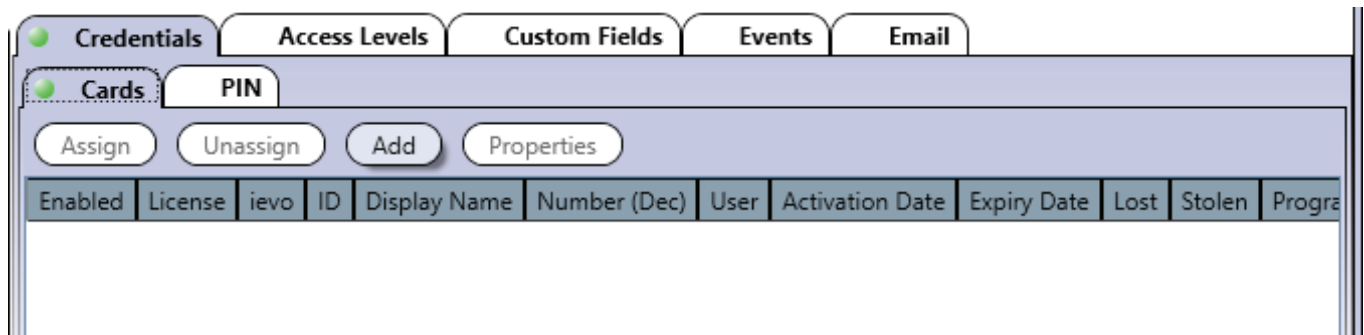 Credentials Access Levels Custom Fields Events Email
Cards PIN
Assign Unassign Add Properties
Enabled License ievo ID Display Name Number (Dec) User Activation Date Expiry Date Lost Stolen Progra